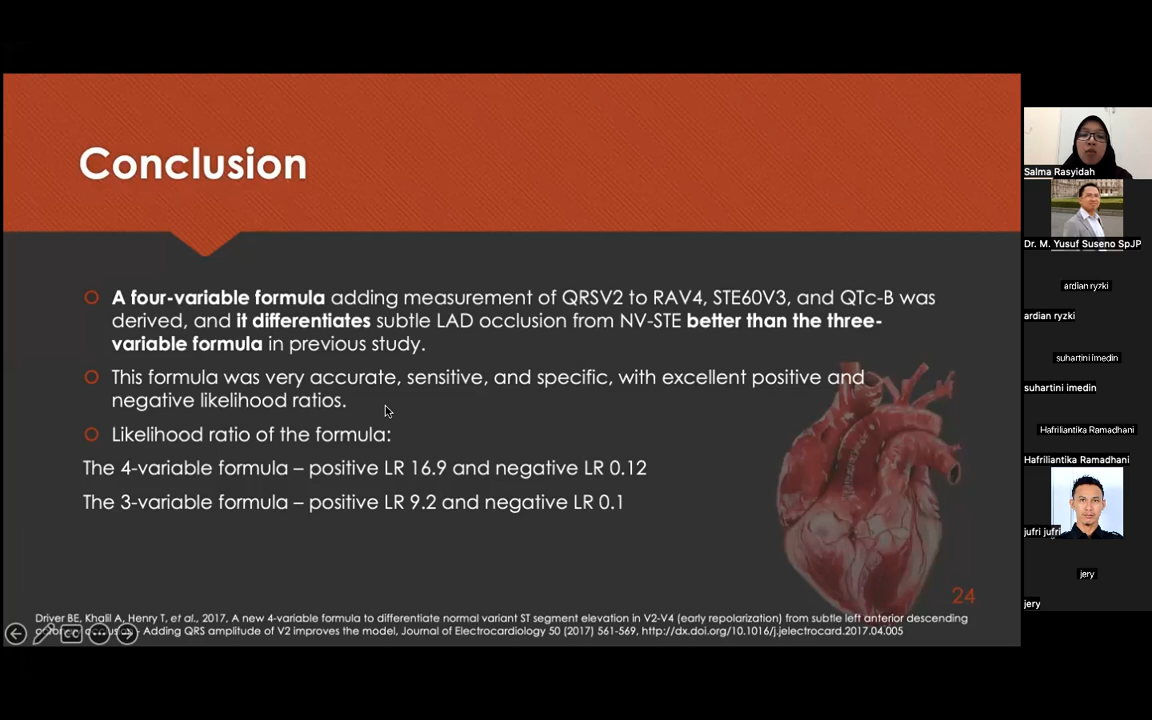 Conclusion
A four-variable formula adding measurement of QRSV2 to RAV4, STE60V3, and QTc-B was
derived, and it differentiates subtle LAD occlusion from NV-STE better than the three-
variable formula in previous study.
This formula was very accurate, sensitive, and specific, with excellent positive and
negative likelihood ratios.
Likelihood ratio of the formula:
The 4-variable formula – positive LR 16.9 and negative LR 0.12
The 3-variable formula – positive LR 9.2 and negative LR 0.1
24
Driver BE, Khalil A, Henry T, et al., 2017, A new 4-variable formula to differentiate normal variant ST segment elevation in V2-V4 (early repolarization) from subtle left anterior descending
- Adding QRS amplitude of V2 improves the model, Journal of Electrocardiology 50 (2017) 561-569, http://dx.doi.org/10.1016/j.jelectrocard.2017.04.005
CC
Salma Rasyidah
Dr. M. Yusuf Suseno SpJP
ardian ryzki
ardian ryzki
suhartini imedin
suhartini imedin
Hafriliantika Ramadhani
Hafriliantika Ramadhani
jufri jufri
jery
jery